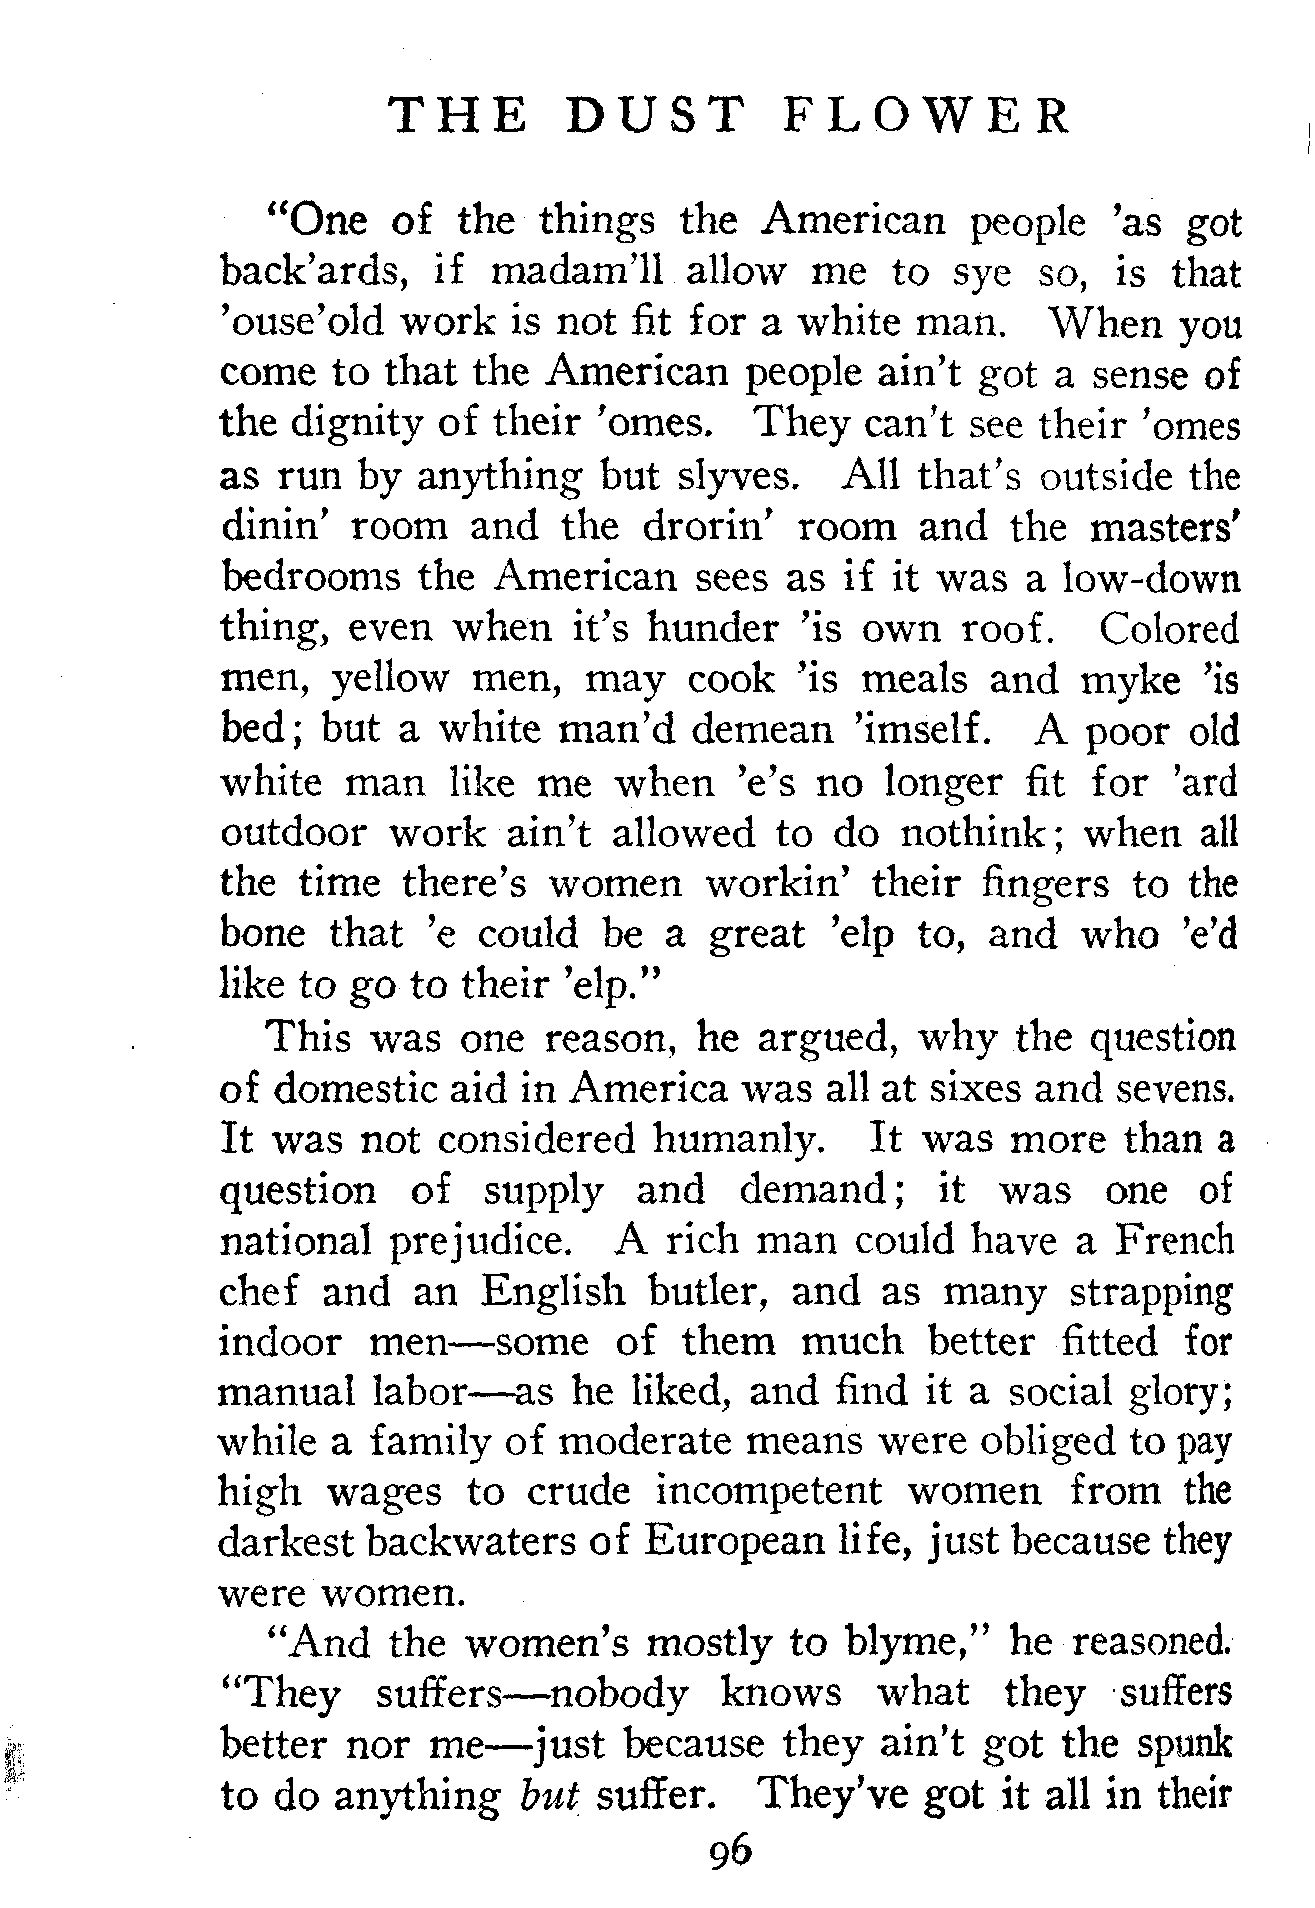 THE DUST FLOWER
“One of the things the American people ’as got
back’ards, if madam’ll allow me to sye so, is that
’ouse’old work is not fit for a white man. When you
come to that the American people ain’t got a sense of
the dignity of their ’omes. They can’t see their ’omes
as run by anything but slyves. All that’s outside the
dinin’ room and the drorin’ room and the masters’
bedrooms the American sees as if it was a low-down
thing, even when it’s hunder ’is own roof. Colored
men, yellow men, may cook ’is meals and myke ’is
bed; but a white man’d demean ’imself. A poor old
white man like me when ’e’s no longer fit for ’ard
outdoor work ain’t allowed to do nothink; when all
the time there’s women workin’ their fingers to the
bone that ’e could be a great ’elp to, and who ’e’d
like to go to their ’elp.”
This was one reason, he argued, why the question
of domestic aid in America was all at sixes and sevens.
It was not considered humanly. It was more than a
question of supply and demand; it was one of
national prejudice. A rich man could have a French
chef and an English butler, and as many strapping
indoor men—some of them much better fitted for
manual labor—as he liked, and find it a social glory;
while a family of moderate means were obliged to pay
high wages to crude incompetent women from the
darkest backwaters of European life, just because they
were women.
“And the women’s mostly to blyme,” he reasoned.
“They suffers—nobody knows what they suffers
better nor me—just because they ain’t got the spunk
to do anything but suffer. They’ve got it all in their
96